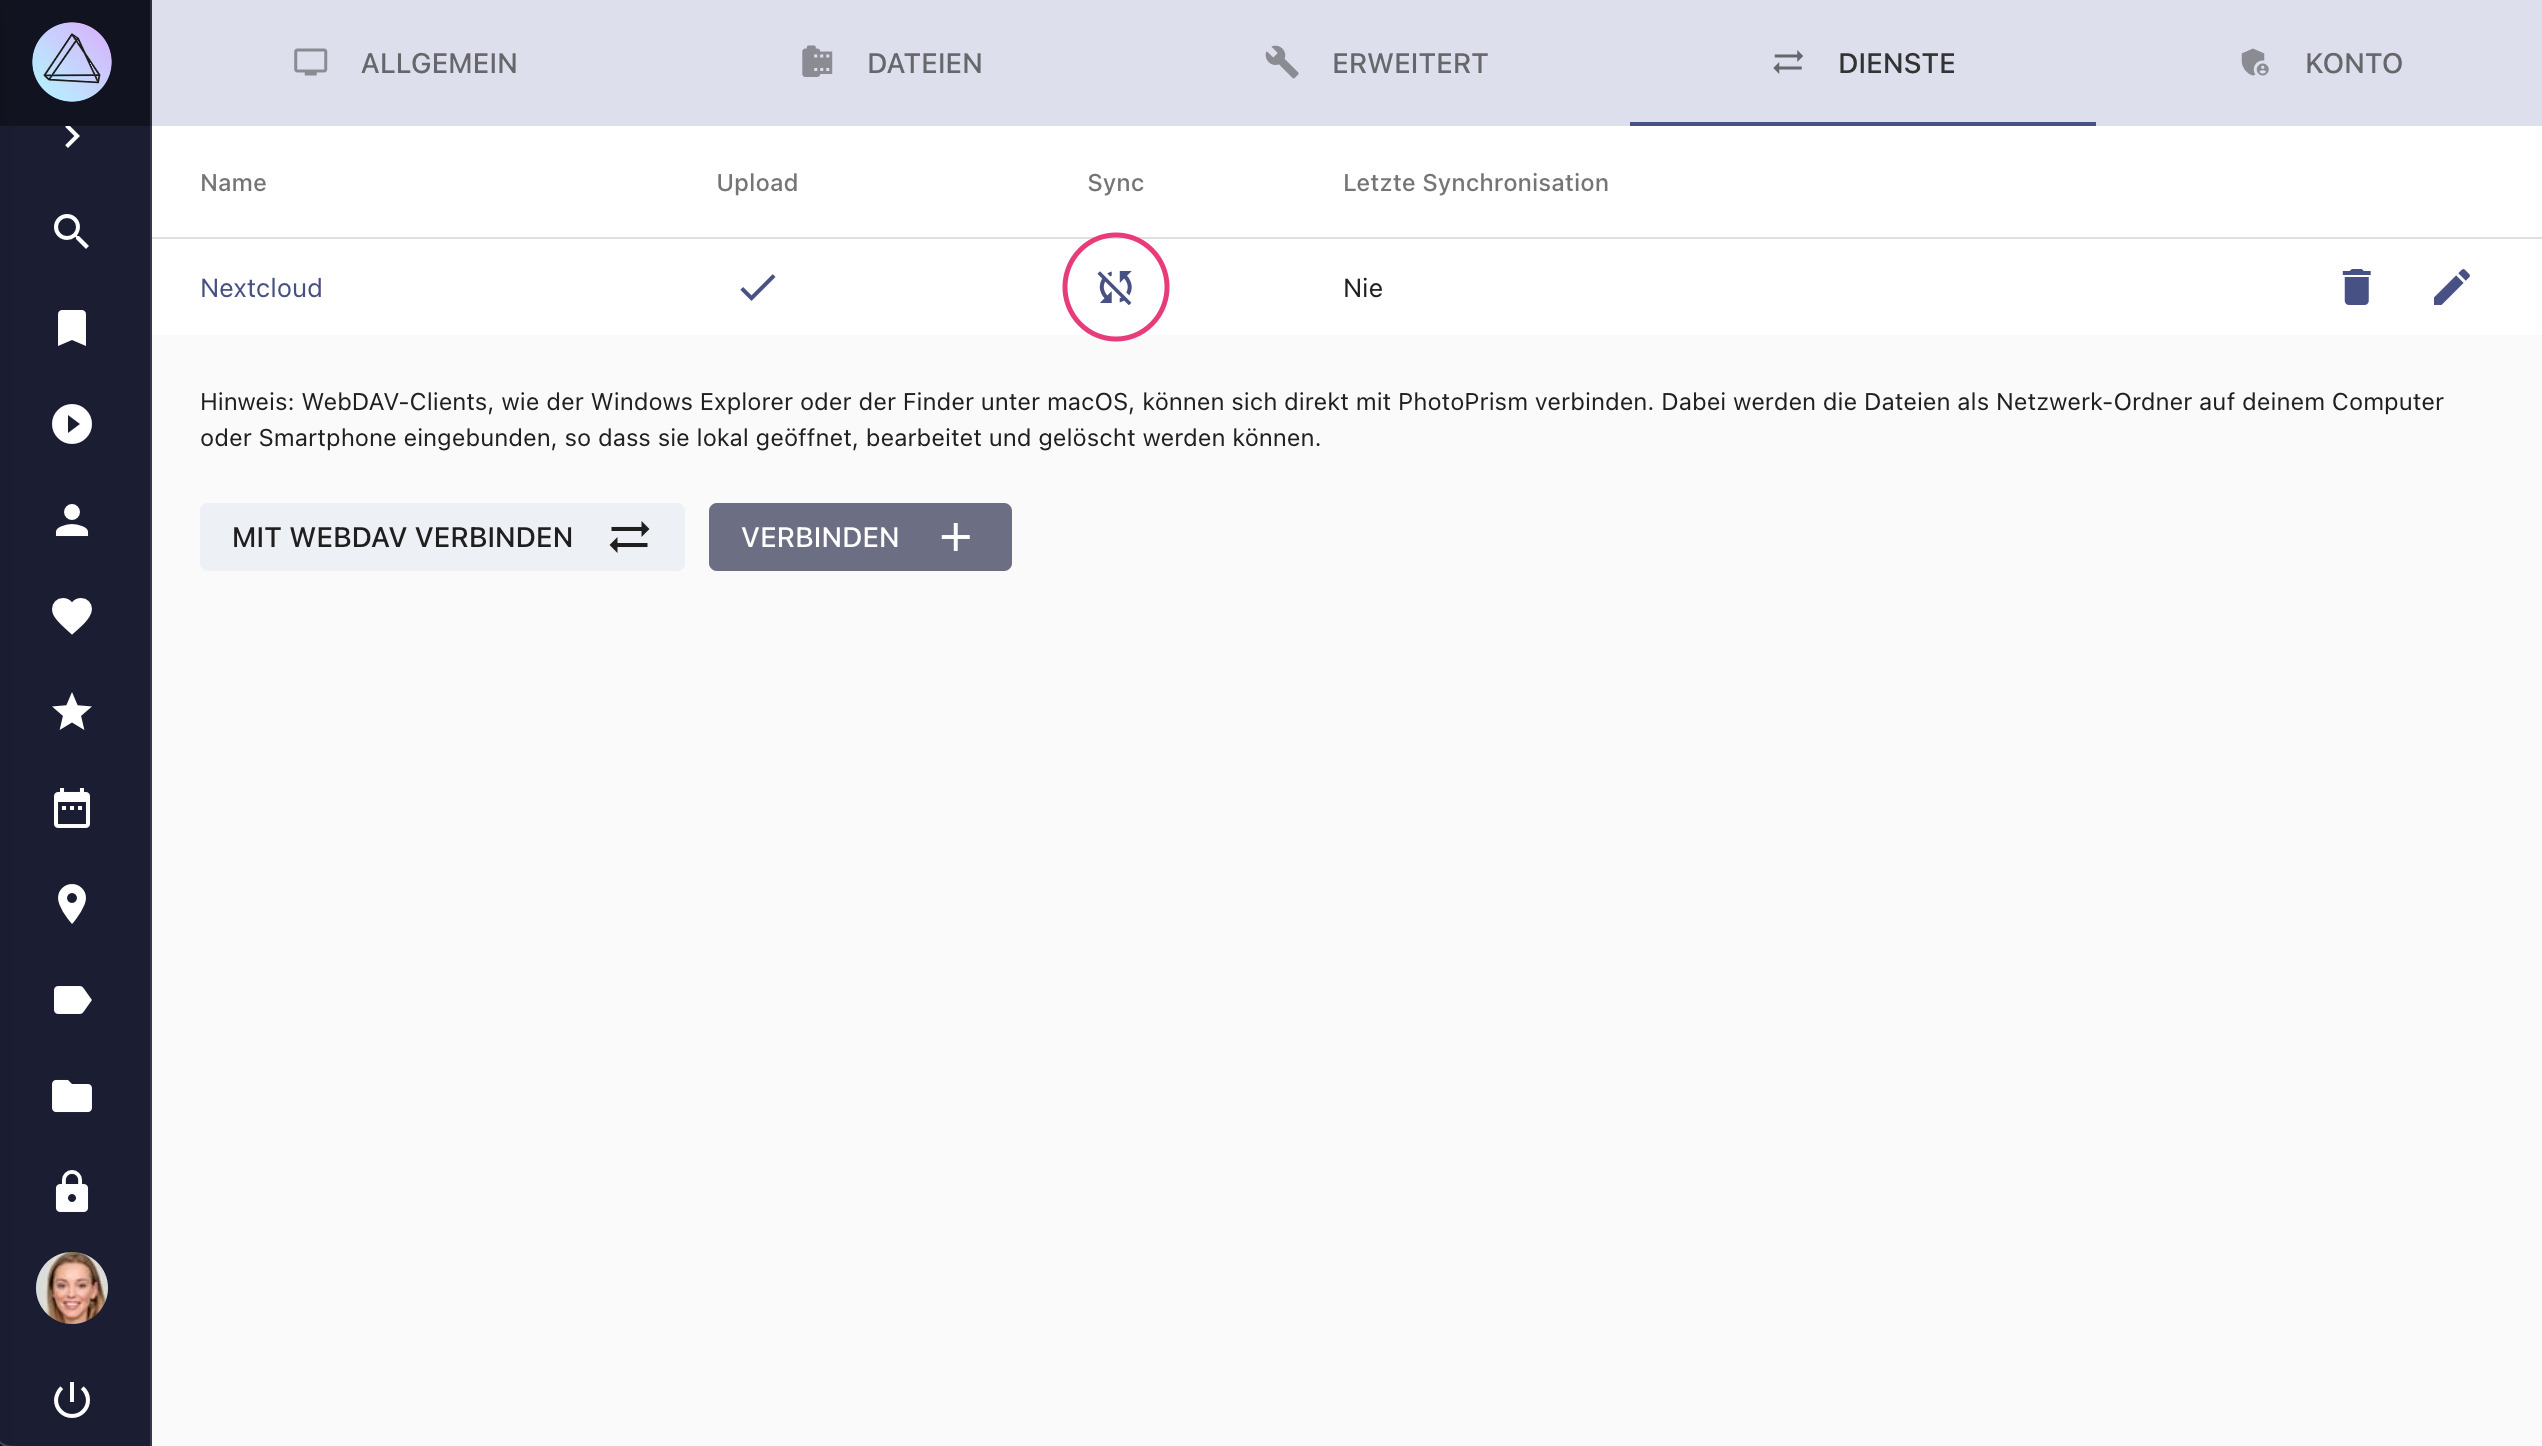 ALLGEMEIN DATEIEN ERWEITERT DIENSTE KONTO
Name Upload Sync Letzte Synchronisation
Nextcloud Nie
Hinweis: WebDAV-Clients, wie der Windows Explorer oder der Finder unter macOS, können sich direkt mit PhotoPrism verbinden. Dabei werden die Dateien als Netzwerk-Ordner auf deinem Computer
oder Smartphone eingebunden, so dass sie lokal geöffnet, bearbeitet und gelöscht werden können.
MIT WEBDAV VERBINDEN VERBINDEN